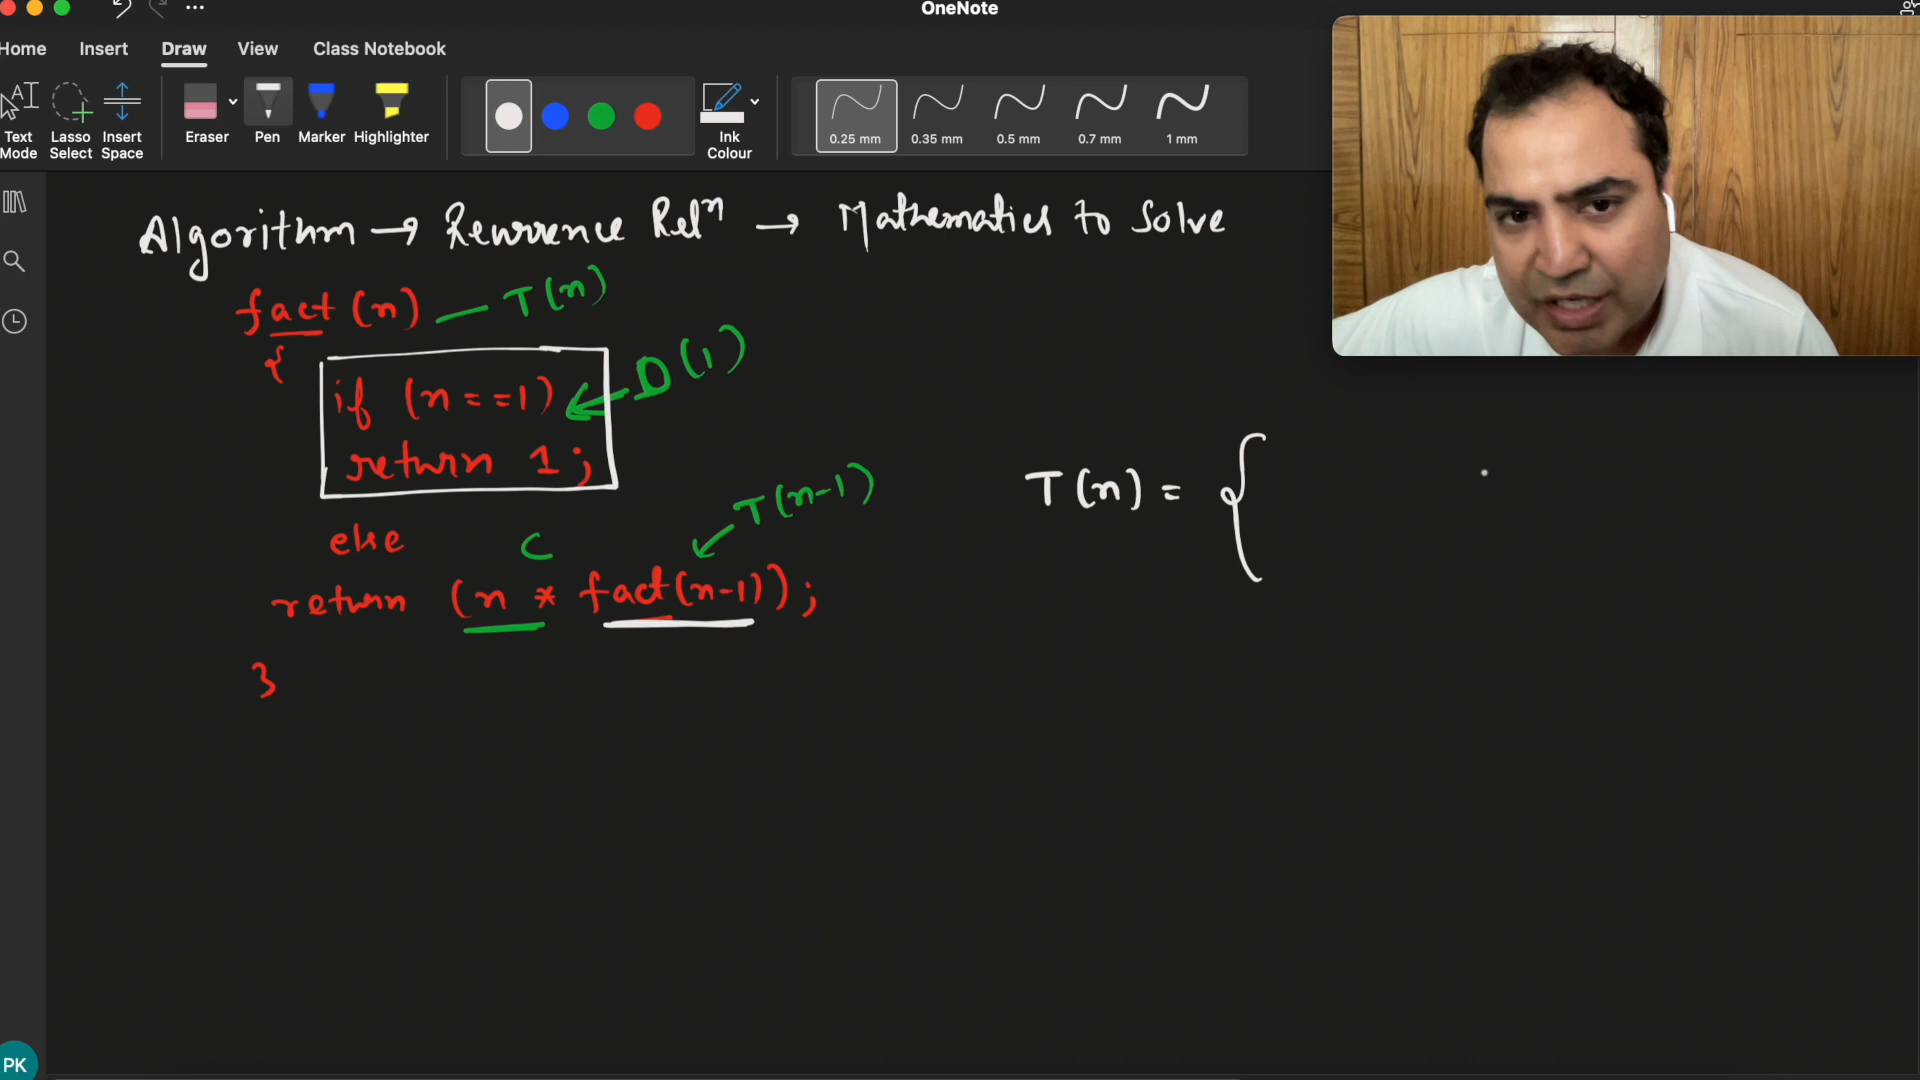 OneNote
Home Insert Draw View Class Notebook
Text Mode Lasso Select Insert Space Eraser Pen Marker Highlighter Ink Colour 0.25 mm 0.35 mm 0.5 mm 0.7 mm 1 mm
Algorithm → Recurrence Relⁿ → Mathematics to Solve
fact (n) — T(n)
{
if (n==1) ← O(1)
return 1;
else
C T(n-1)
return (n * fact(n-1));
}
T(n) = {
PK